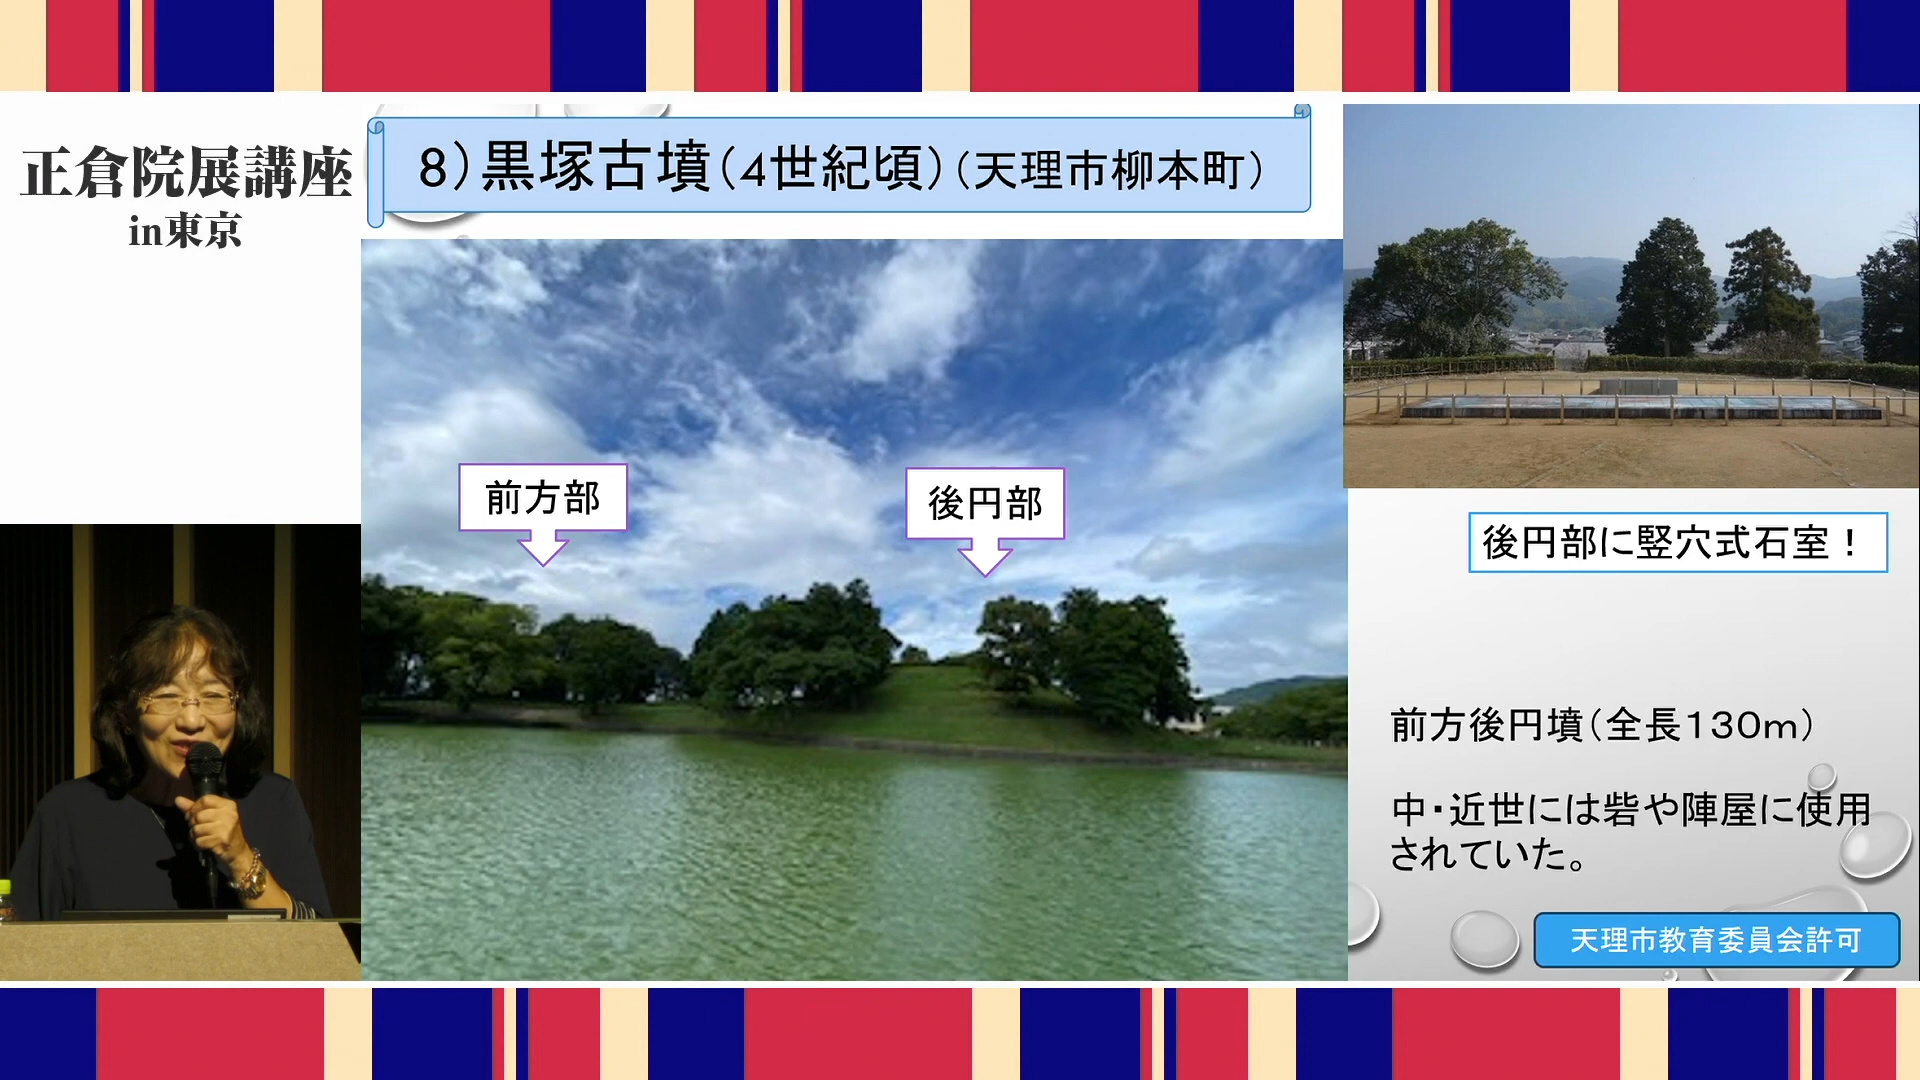 正倉院展講座
in東京
8)黒塚古墳(4世紀頃)(天理市柳本町)
前方部
後円部
後円部に竪穴式石室！
前方後円墳(全長130m)
中・近世には砦や陣屋に使用
されていた。
天理市教育委員会許可